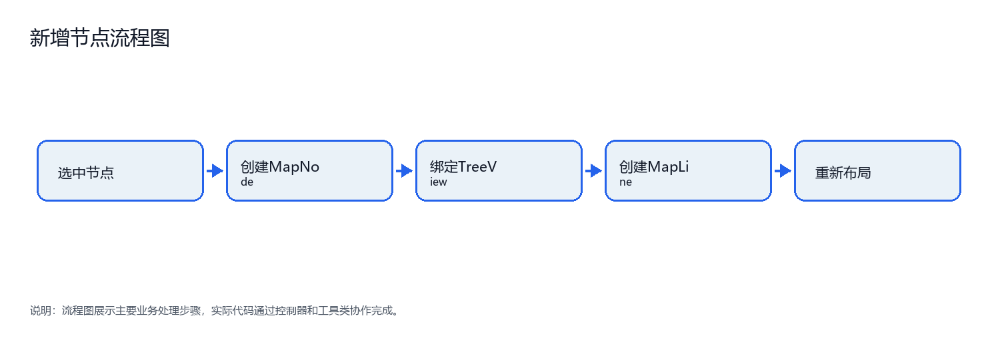 新增节点流程图
选中节点
创建MapNo
de
绑定TreeV
iew
创建MapLi
ne
重新布局
说明：流程图展示主要业务处理步骤，实际代码通过控制器和工具类协作完成。